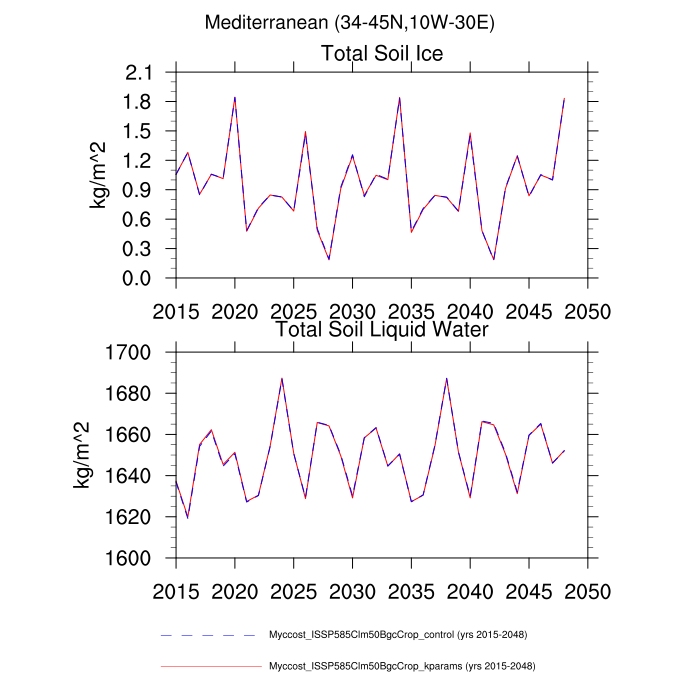 Mediterranean (34-45N,10W-30E)
Total Soil Ice
2.1
1.8
1.5
1.2
0.9
0.6
0.3
0.0
kg/m^2
2015 2020 2025 2030 2035 2040 2045 2050
Total Soil Liquid Water
1700
1680
1660
1640
1620
1600
kg/m^2
2015 2020 2025 2030 2035 2040 2045 2050
Myccost_ISSP585Clm50BgcCrop_control (yrs 2015-2048)
Myccost_ISSP585Clm50BgcCrop_kparams (yrs 2015-2048)